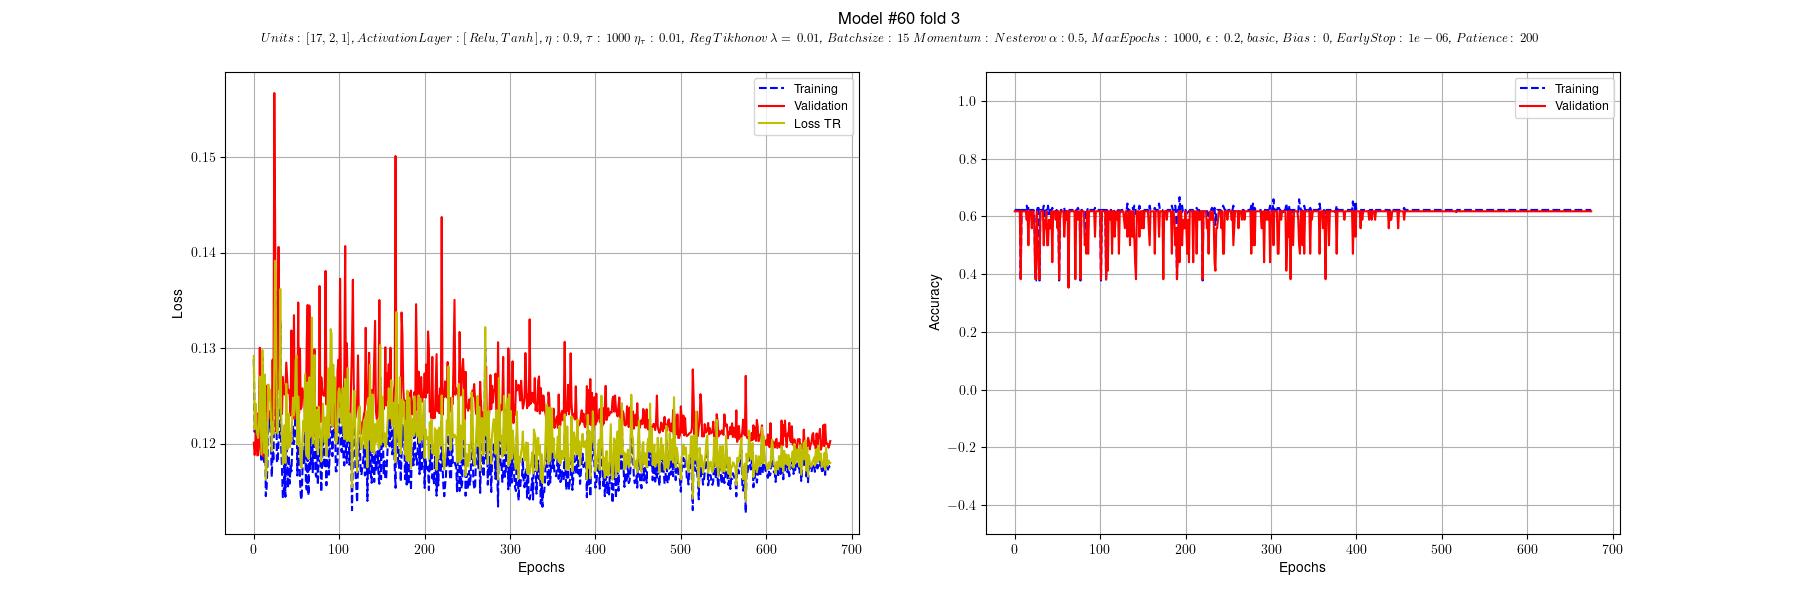 Model #60 fold 3
Units : [17, 2, 1], ActivationLayer : [ Relu, Tanh ], η : 0.9, τ : 1000 ητ : 0.01, Reg Tikhonov λ = 0.01, Batchsize : 15 Momentum : Nesterov α : 0.5, MaxEpochs : 1000, ϵ : 0.2, basic, Bias : 0, EarlyStop : 1e − 06, Patience : 200
Training
Validation
Loss TR
0.15
0.14
0.13
0.12
Loss
0 100 200 300 400 500 600 700
Epochs
Training
Validation
1.0
0.8
0.6
0.4
0.2
0.0
−0.2
−0.4
Accuracy
0 100 200 300 400 500 600 700
Epochs